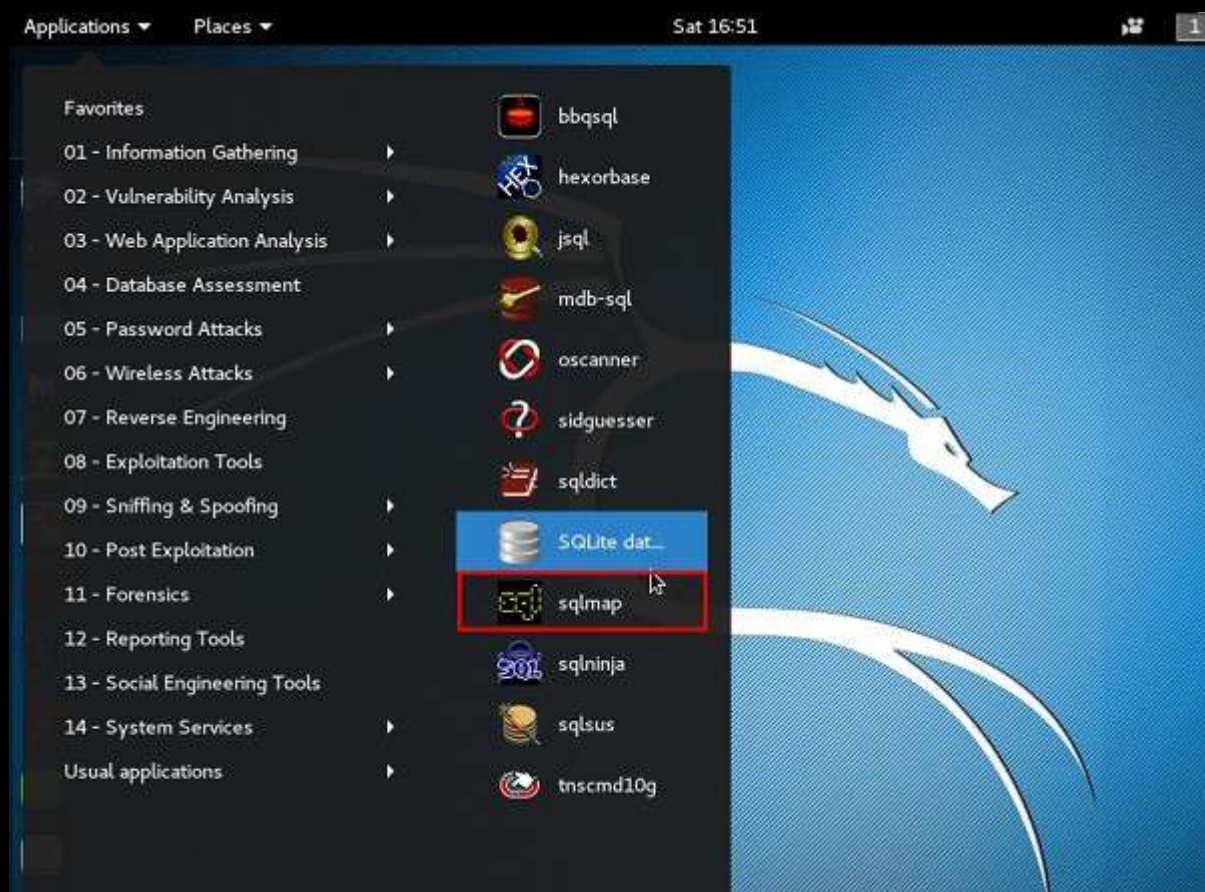 Applications Places Sat 16:51 1
Favorites
01 - Information Gathering
02 - Vulnerability Analysis
03 - Web Application Analysis
04 - Database Assessment
05 - Password Attacks
06 - Wireless Attacks
07 - Reverse Engineering
08 - Exploitation Tools
09 - Sniffing & Spoofing
10 - Post Exploitation
11 - Forensics
12 - Reporting Tools
13 - Social Engineering Tools
14 - System Services
Usual applications
bbqsql
HEX
hexorbase
jsql
mdb-sql
oscanner
sidguesser
sqldict
SQLite dat...
sql
sqlmap
SQL
sqlninja
sqlsus
tnscmd10g